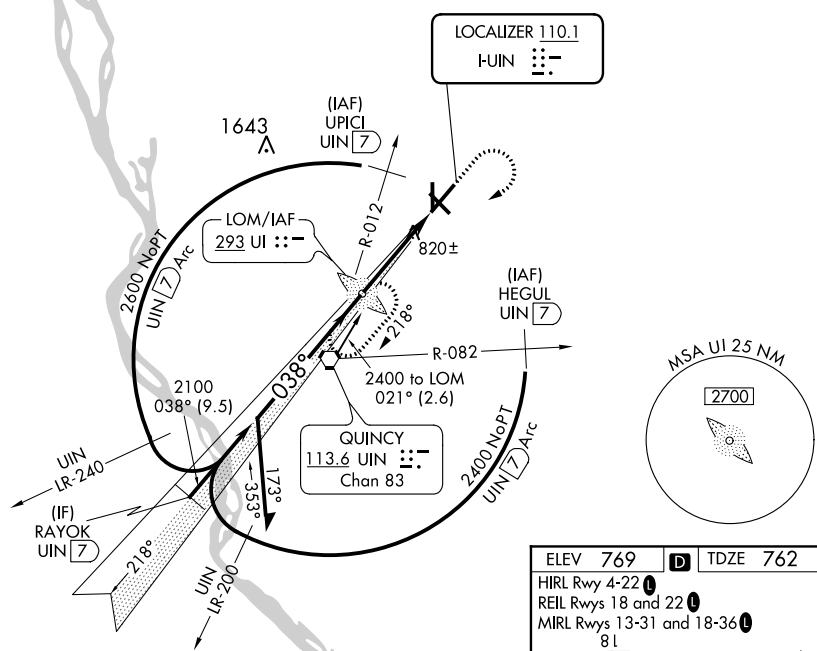 LOCALIZER 110.1
I-UIN
(IAF)
UPICI
UIN 7
1643
LOM/IAF
293 UI
R-012
820±
2600 NoPT
UIN 7 Arc
(IAF)
HEGUL
UIN 7
218°
R-082
MSA UI 25 NM
2700
038°
2400 to LOM
021° (2.6)
2100
038° (9.5)
QUINCY
113.6 UIN
Chan 83
2400 NoPT
UIN 7 Arc
UIN
LR-240
173°
353°
(IF)
RAYOK
UIN 7
218°
UIN
LR-200
ELEV 769 D TDZE 762
HIRL Rwy 4-22 L
REIL Rwys 18 and 22 L
MIRL Rwys 13-31 and 18-36 L